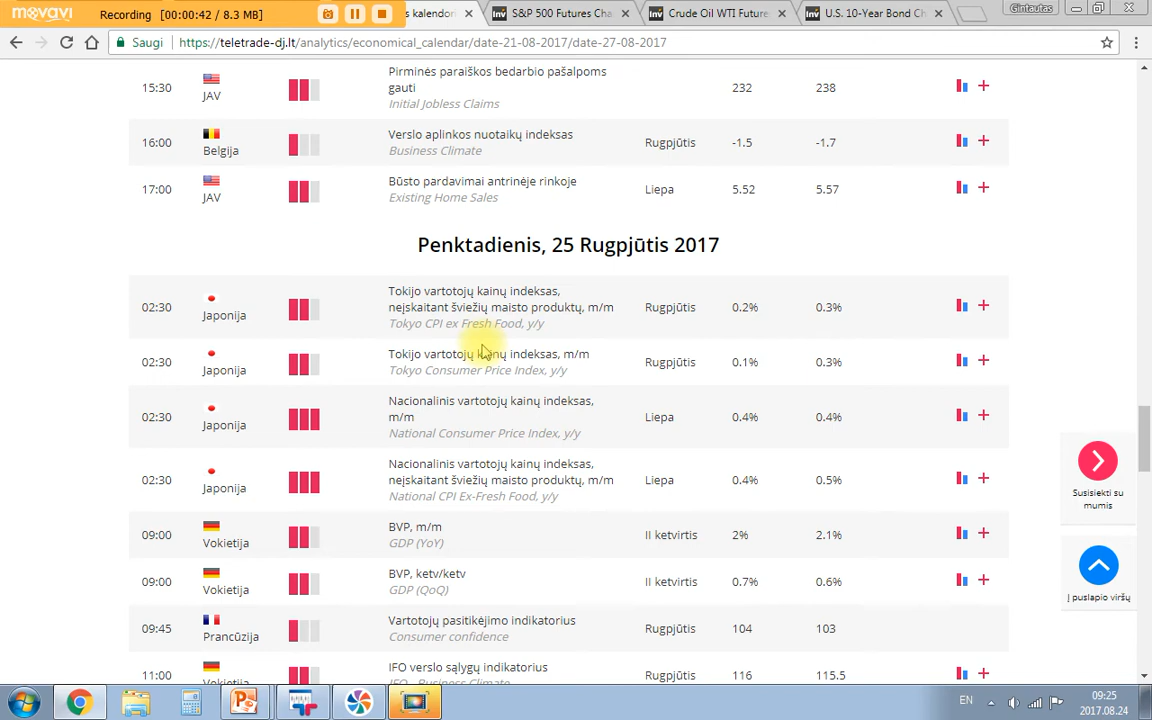 movavi Recording [00:00:42 / 8.3 MB]
s kalendori
S&P 500 Futures Cha
Crude Oil WTI Future
U.S. 10-Year Bond Ch
Gintautas
Saugi
https://teletrade-dj.lt/analytics/economical_calendar/date-21-08-2017/date-27-08-2017
15:30 JAV Pirminės paraiškos bedarbio pašalpoms
gauti 232 238
Initial Jobless Claims
16:00 Belgija Verslo aplinkos nuotaikų indeksas Rugpjūtis -1.5 -1.7
Business Climate
17:00 JAV Būsto pardavimai antrinėje rinkoje Liepa 5.52 5.57
Existing Home Sales
Penktadienis, 25 Rugpjūtis 2017
02:30 Japonija Tokijo vartotojų kainų indeksas,
neįskaitant šviežių maisto produktų, m/m Rugpjūtis 0.2% 0.3%
Tokyo CPI ex Fresh Food, y/y
02:30 Japonija Tokijo vartotojų kainų indeksas, m/m Rugpjūtis 0.1% 0.3%
Tokyo Consumer Price Index, y/y
02:30 Japonija Nacionalinis vartotojų kainų indeksas,
m/m Liepa 0.4% 0.4%
National Consumer Price Index, y/y
02:30 Japonija Nacionalinis vartotojų kainų indeksas,
neįskaitant šviežių maisto produktų, m/m Liepa 0.4% 0.5%
National CPI Ex-Fresh Food, y/y
09:00 Vokietija BVP, m/m II ketvirtis 2% 2.1%
GDP (YoY)
09:00 Vokietija BVP, ketv/ketv II ketvirtis 0.7% 0.6%
GDP (QoQ)
09:45 Prancūzija Vartotojų pasitikėjimo indikatorius Rugpjūtis 104 103
Consumer confidence
11:00 Vokietija IFO verslo sąlygų indikatorius Rugpjūtis 116 115.5
IFO - Business Climate
Susisiekti su
mumis
Į puslapio viršų
EN
09:25
2017.08.24